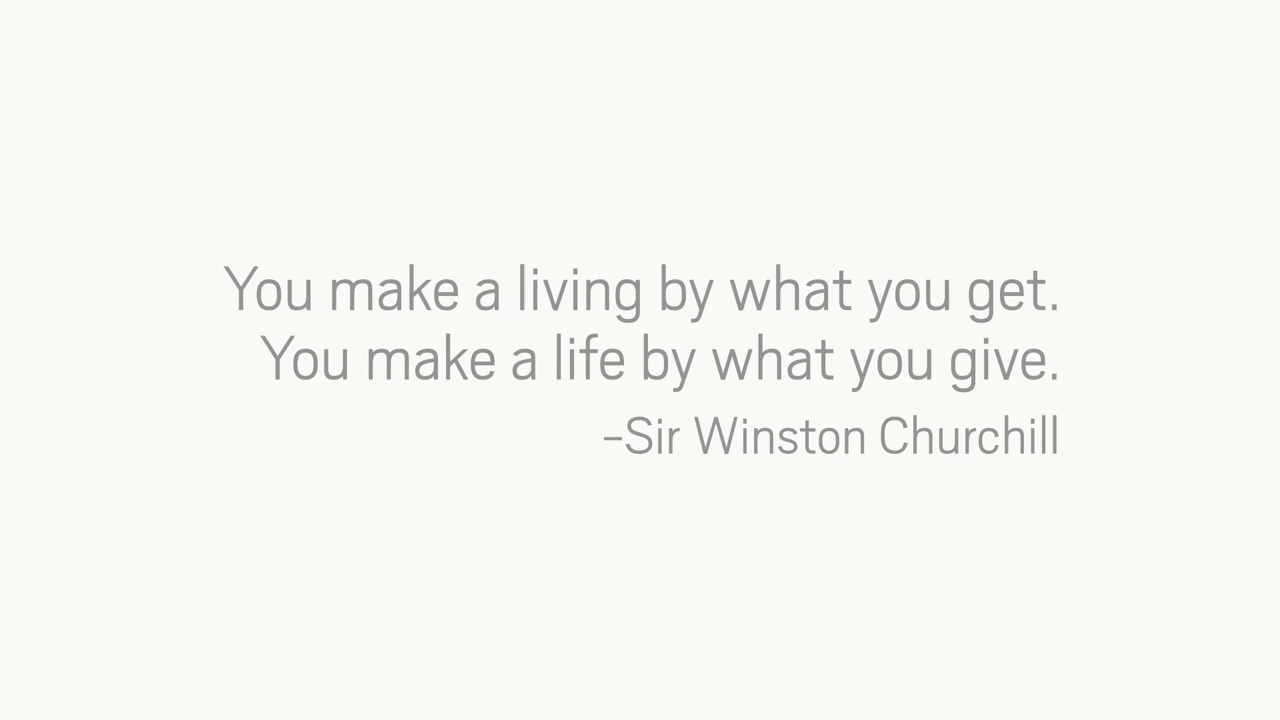 You make a living by what you get.
You make a life by what you give.
–Sir Winston Churchill